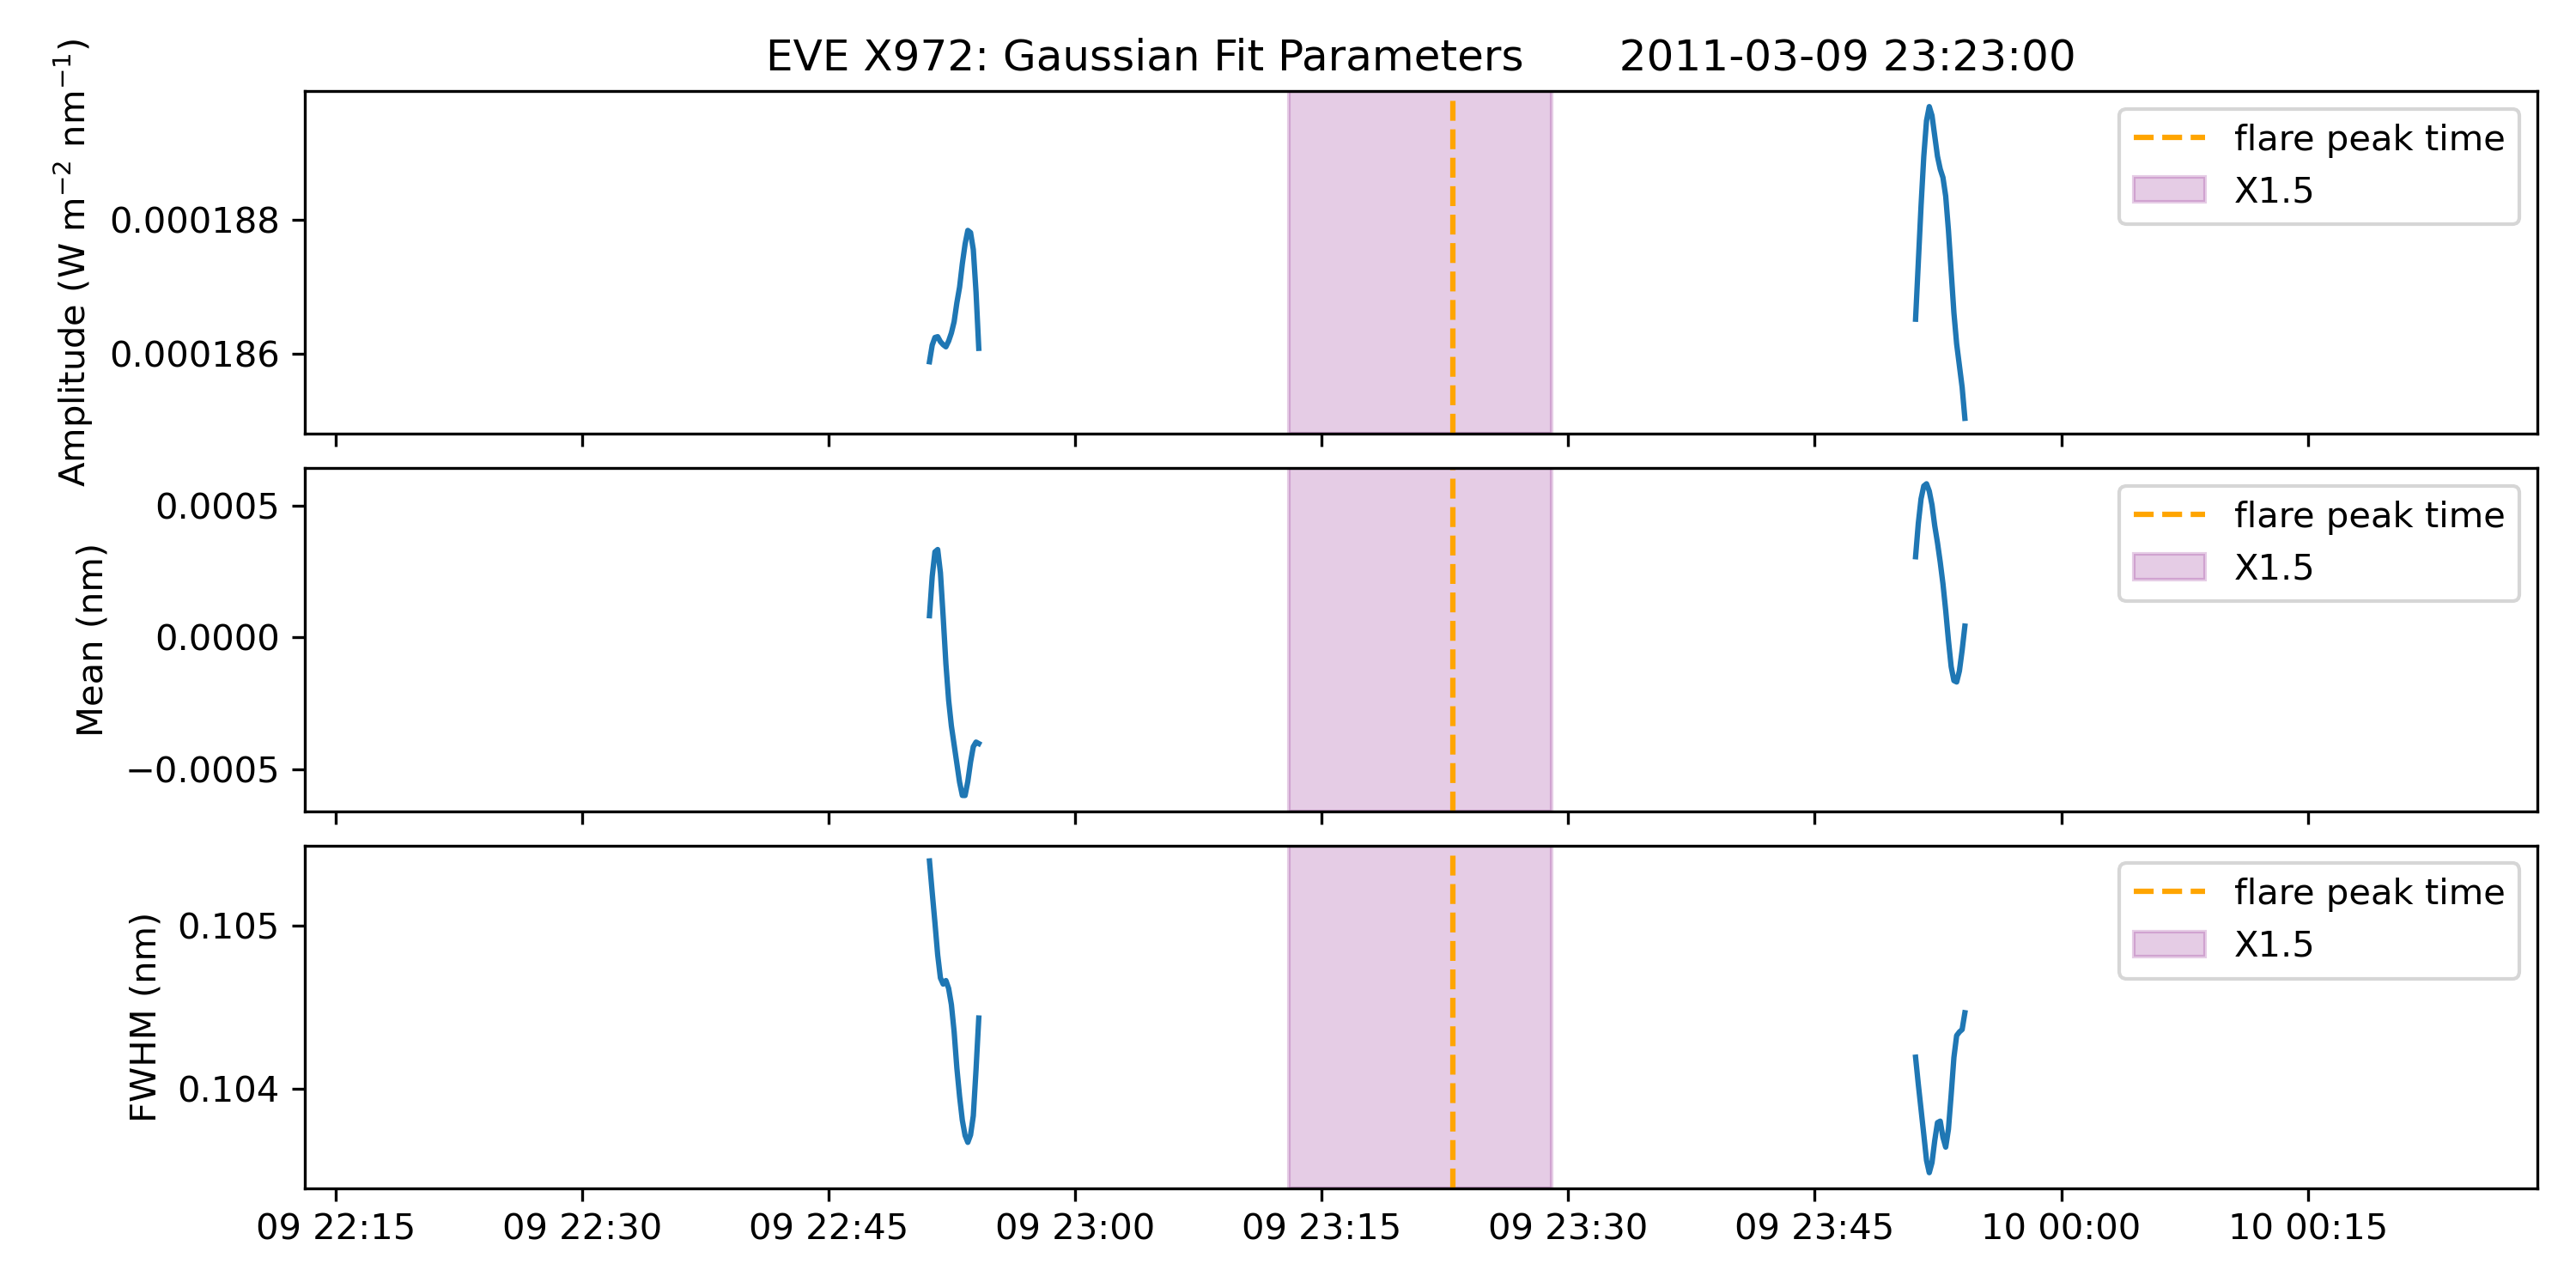 EVE X972: Gaussian Fit Parameters 2011-03-09 23:23:00
Amplitude (W m⁻² nm⁻¹)
0.000188
0.000186
flare peak time
X1.5
Mean (nm)
0.0005
0.0000
−0.0005
flare peak time
X1.5
FWHM (nm)
0.105
0.104
flare peak time
X1.5
09 22:15 09 22:30 09 22:45 09 23:00 09 23:15 09 23:30 09 23:45 10 00:00 10 00:15